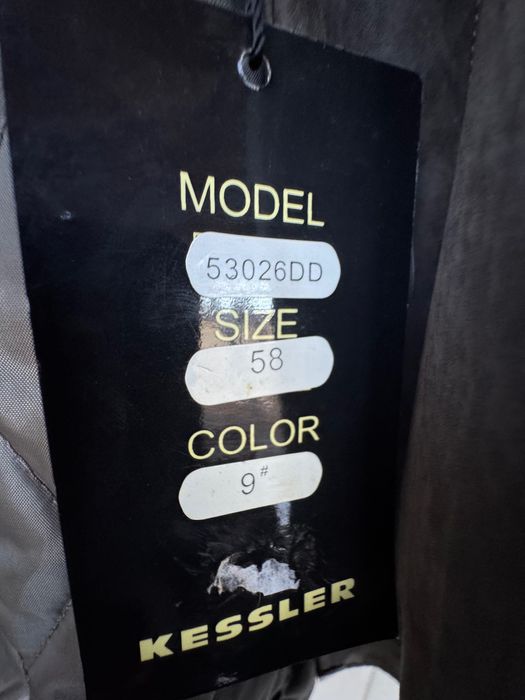 MODEL
53026DD
SIZE
58
COLOR
9#
KESSLER